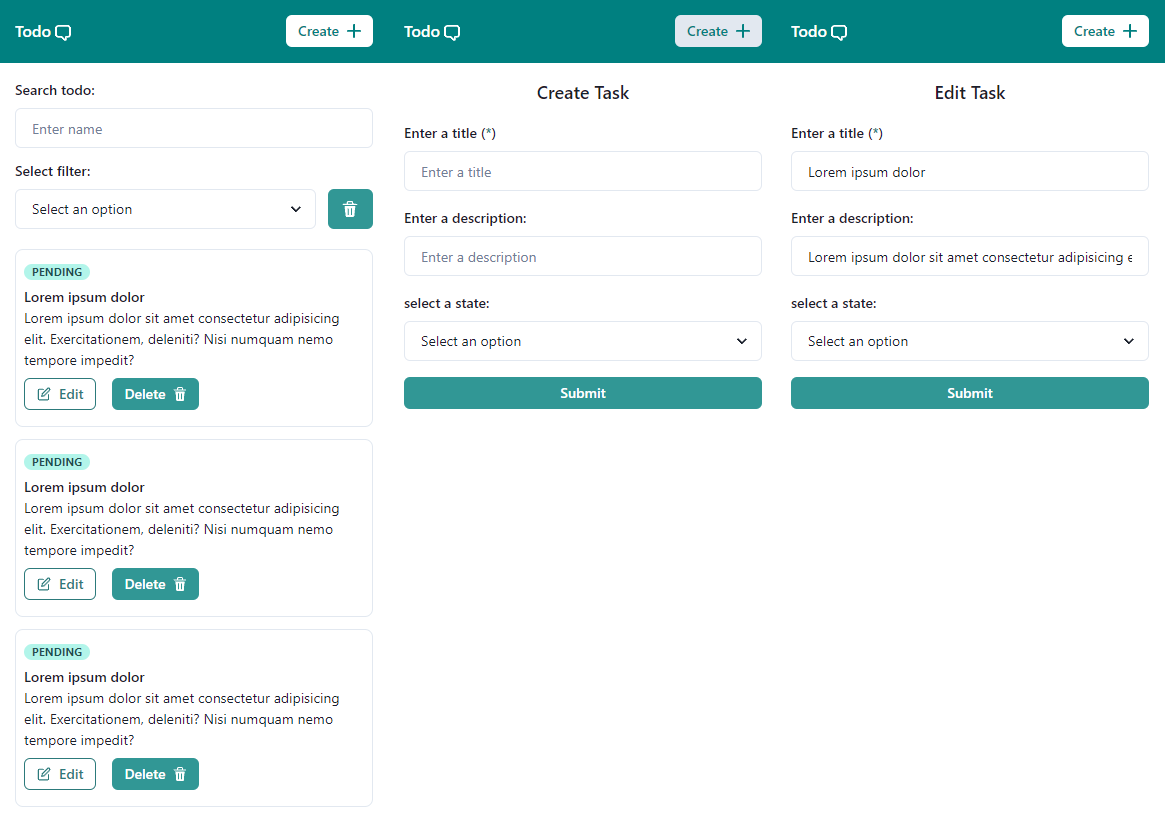 Todo
Create
Search todo:
Enter name
Select filter:
Select an option
PENDING
Lorem ipsum dolor
Lorem ipsum dolor sit amet consectetur adipisicing
elit. Exercitationem, deleniti? Nisi numquam nemo
tempore impedit?
Edit
Delete
PENDING
Lorem ipsum dolor
Lorem ipsum dolor sit amet consectetur adipisicing
elit. Exercitationem, deleniti? Nisi numquam nemo
tempore impedit?
Edit
Delete
PENDING
Lorem ipsum dolor
Lorem ipsum dolor sit amet consectetur adipisicing
elit. Exercitationem, deleniti? Nisi numquam nemo
tempore impedit?
Edit
Delete
Todo
Create
Create Task
Enter a title (*)
Enter a title
Enter a description:
Enter a description
select a state:
Select an option
Submit
Todo
Create
Edit Task
Enter a title (*)
Lorem ipsum dolor
Enter a description:
Lorem ipsum dolor sit amet consectetur adipisicing e
select a state:
Select an option
Submit